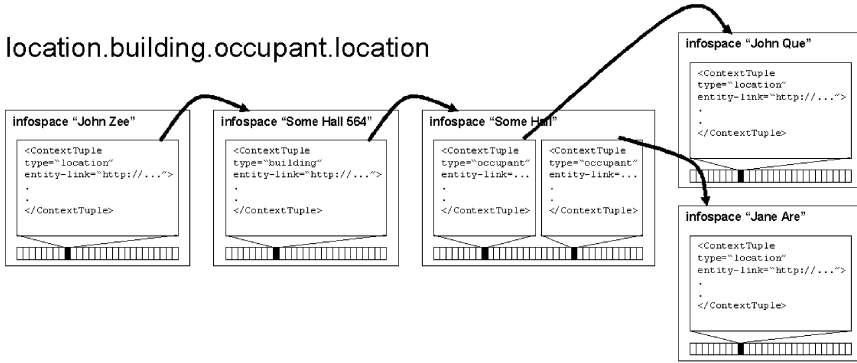 location.building.occupant.location
infospace “John Zee”
<ContextTuple
type=“location”
entity-link=“http://...”>
.
.
</ContextTuple>
infospace “Some Hall 564”
<ContextTuple
type=“building”
entity-link=“http://...”>
.
.
</ContextTuple>
infospace “Some Hall”
<ContextTuple
type=“occupant”
entity-link=...
.
.
</ContextTuple>
<ContextTuple
type=“occupant”
entity-link=...
.
.
</ContextTuple>
infospace “John Que”
<ContextTuple
type=“location”
entity-link=“http://...”>
.
.
</ContextTuple>
infospace “Jane Are”
<ContextTuple
type=“location”
entity-link=“http://...”>
.
.
</ContextTuple>